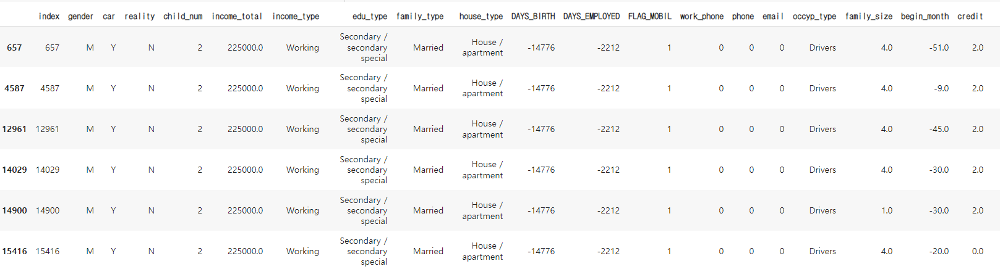 index gender car reality child_num income_total income_type edu_type family_type house_type DAYS_BIRTH DAYS_EMPLOYED FLAG_MOBIL work_phone phone email occyp_type family_size begin_month credit
657 657 M Y N 2 225000.0 Working Secondary / secondary special Married House / apartment -14776 -2212 1 0 0 0 Drivers 4.0 -51.0 2.0
4587 4587 M Y N 2 225000.0 Working Secondary / secondary special Married House / apartment -14776 -2212 1 0 0 0 Drivers 4.0 -9.0 2.0
12961 12961 M Y N 2 225000.0 Working Secondary / secondary special Married House / apartment -14776 -2212 1 0 0 0 Drivers 4.0 -45.0 2.0
14029 14029 M Y N 2 225000.0 Working Secondary / secondary special Married House / apartment -14776 -2212 1 0 0 0 Drivers 4.0 -30.0 2.0
14900 14900 M Y N 2 225000.0 Working Secondary / secondary special Married House / apartment -14776 -2212 1 0 0 0 Drivers 1.0 -30.0 2.0
15416 15416 M Y N 2 225000.0 Working Secondary / secondary special Married House / apartment -14776 -2212 1 0 0 0 Drivers 4.0 -20.0 0.0